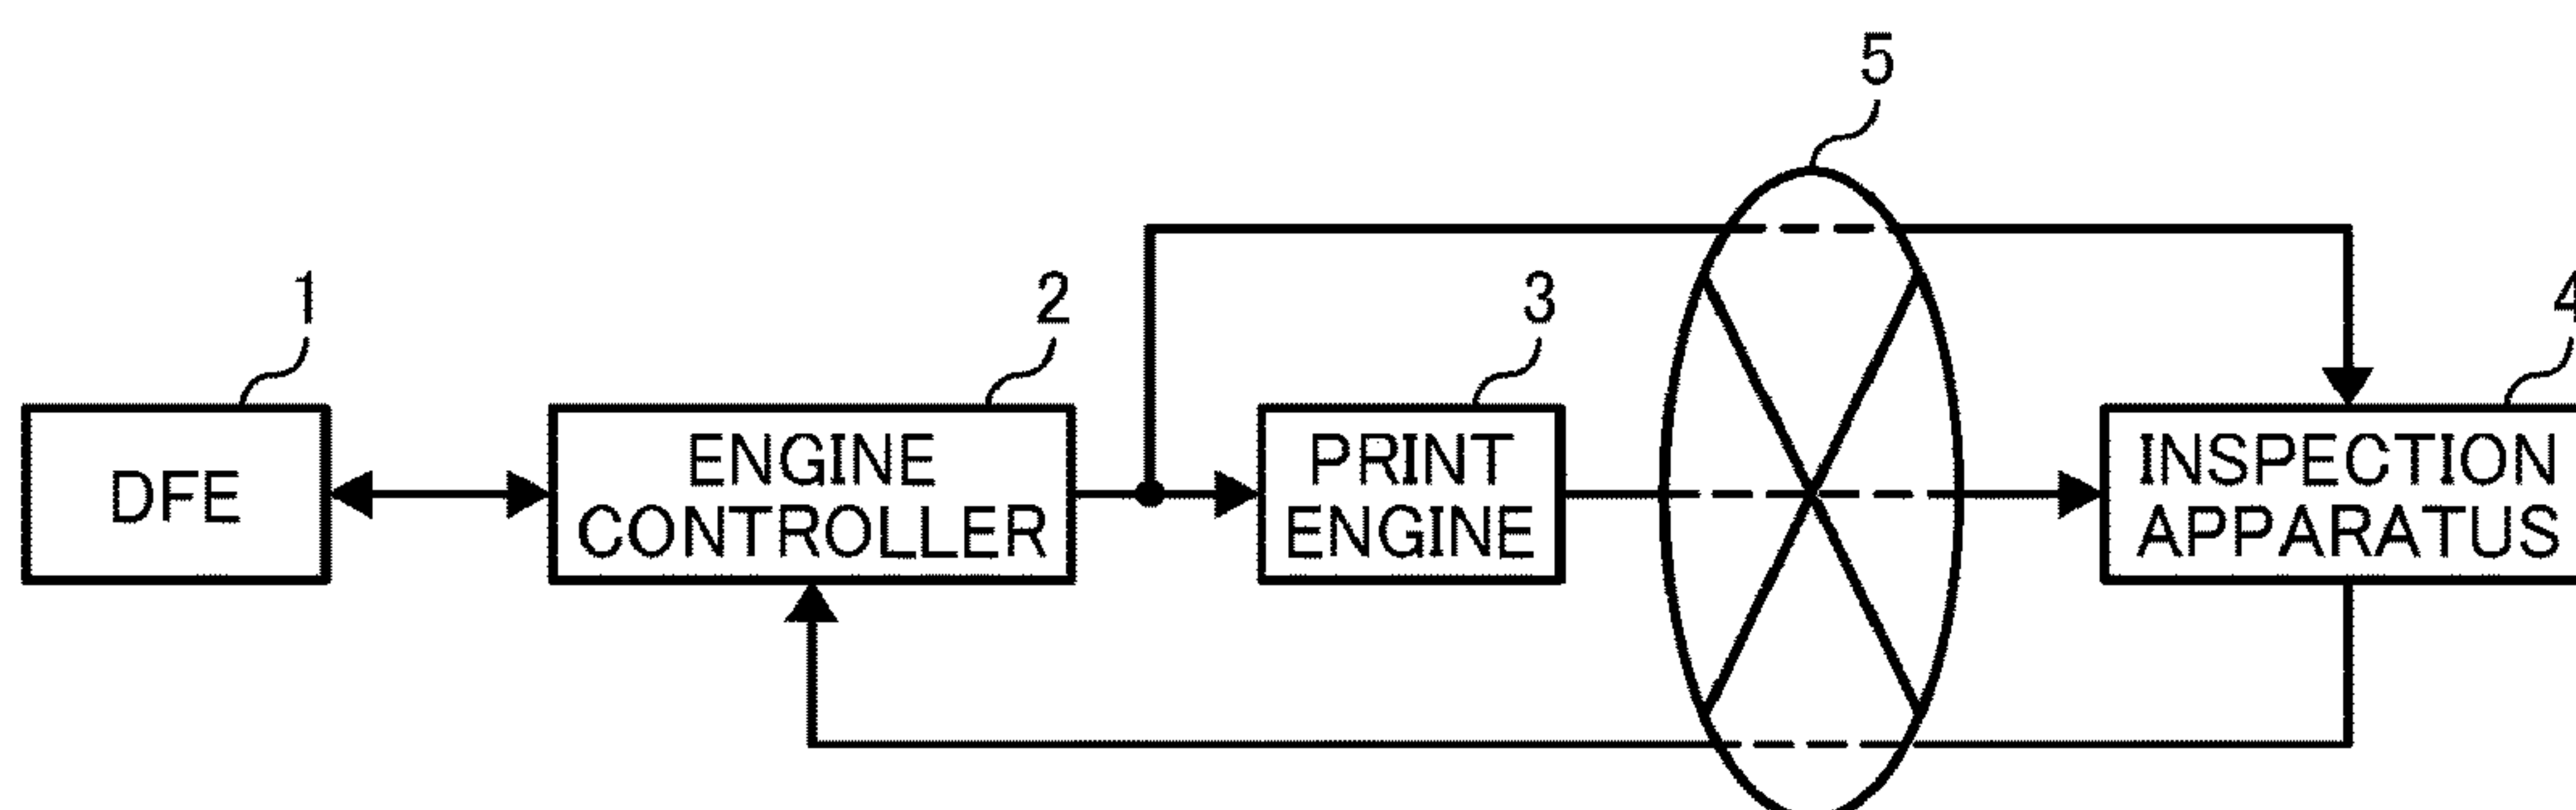 5
1
2
3
4
DFE
ENGINE
CONTROLLER
PRINT
ENGINE
INSPECTION
APPARATUS